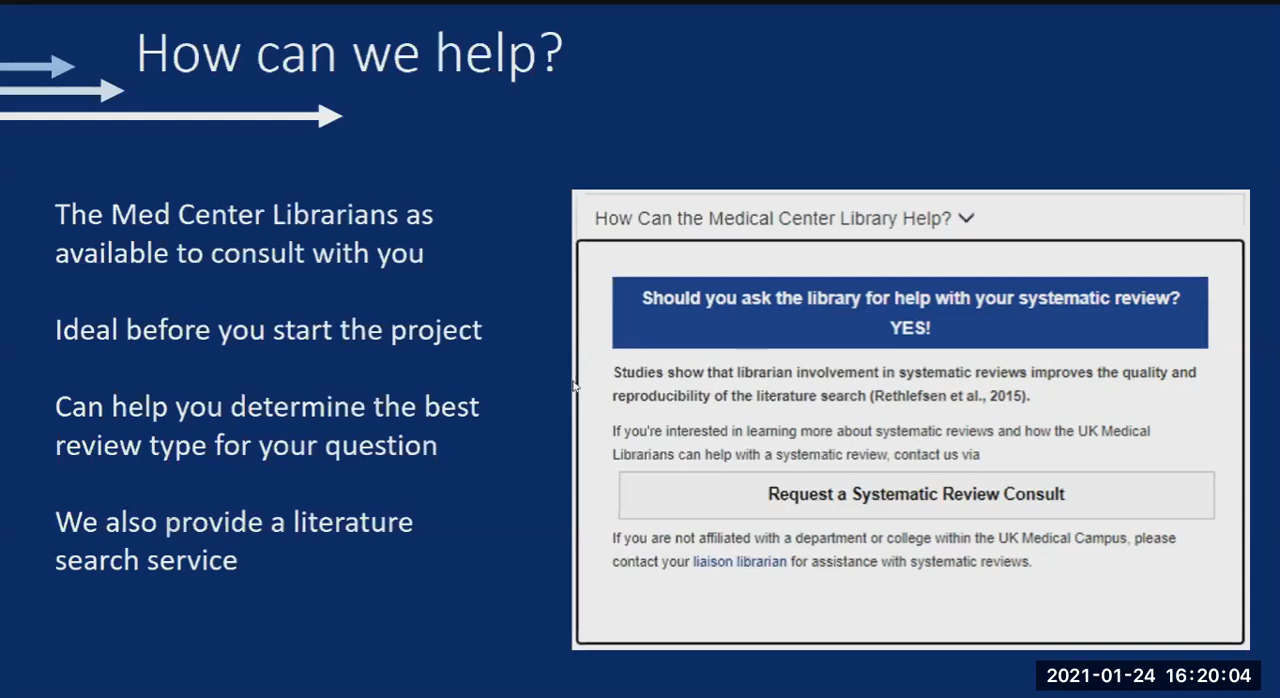 How can we help?
The Med Center Librarians as
available to consult with you
Ideal before you start the project
Can help you determine the best
review type for your question
We also provide a literature
search service
How Can the Medical Center Library Help?
Should you ask the library for help with your systematic review?
YES!
Studies show that librarian involvement in systematic reviews improves the quality and
reproducibility of the literature search (Rethlefsen et al., 2015).
If you're interested in learning more about systematic reviews and how the UK Medical
Librarians can help with a systematic review, contact us via
Request a Systematic Review Consult
If you are not affiliated with a department or college within the UK Medical Campus, please
contact your liaison librarian for assistance with systematic reviews.
2021-01-24 16:20:04